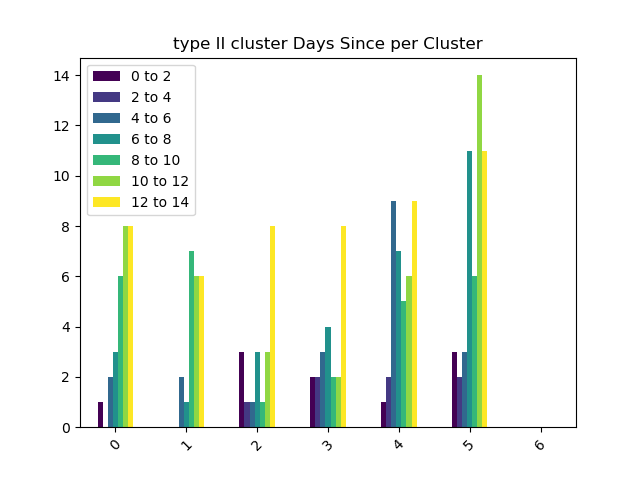 type II cluster Days Since per Cluster
14
12
10
8
6
4
2
0
0 to 2
2 to 4
4 to 6
6 to 8
8 to 10
10 to 12
12 to 14
0
1
2
3
4
5
6